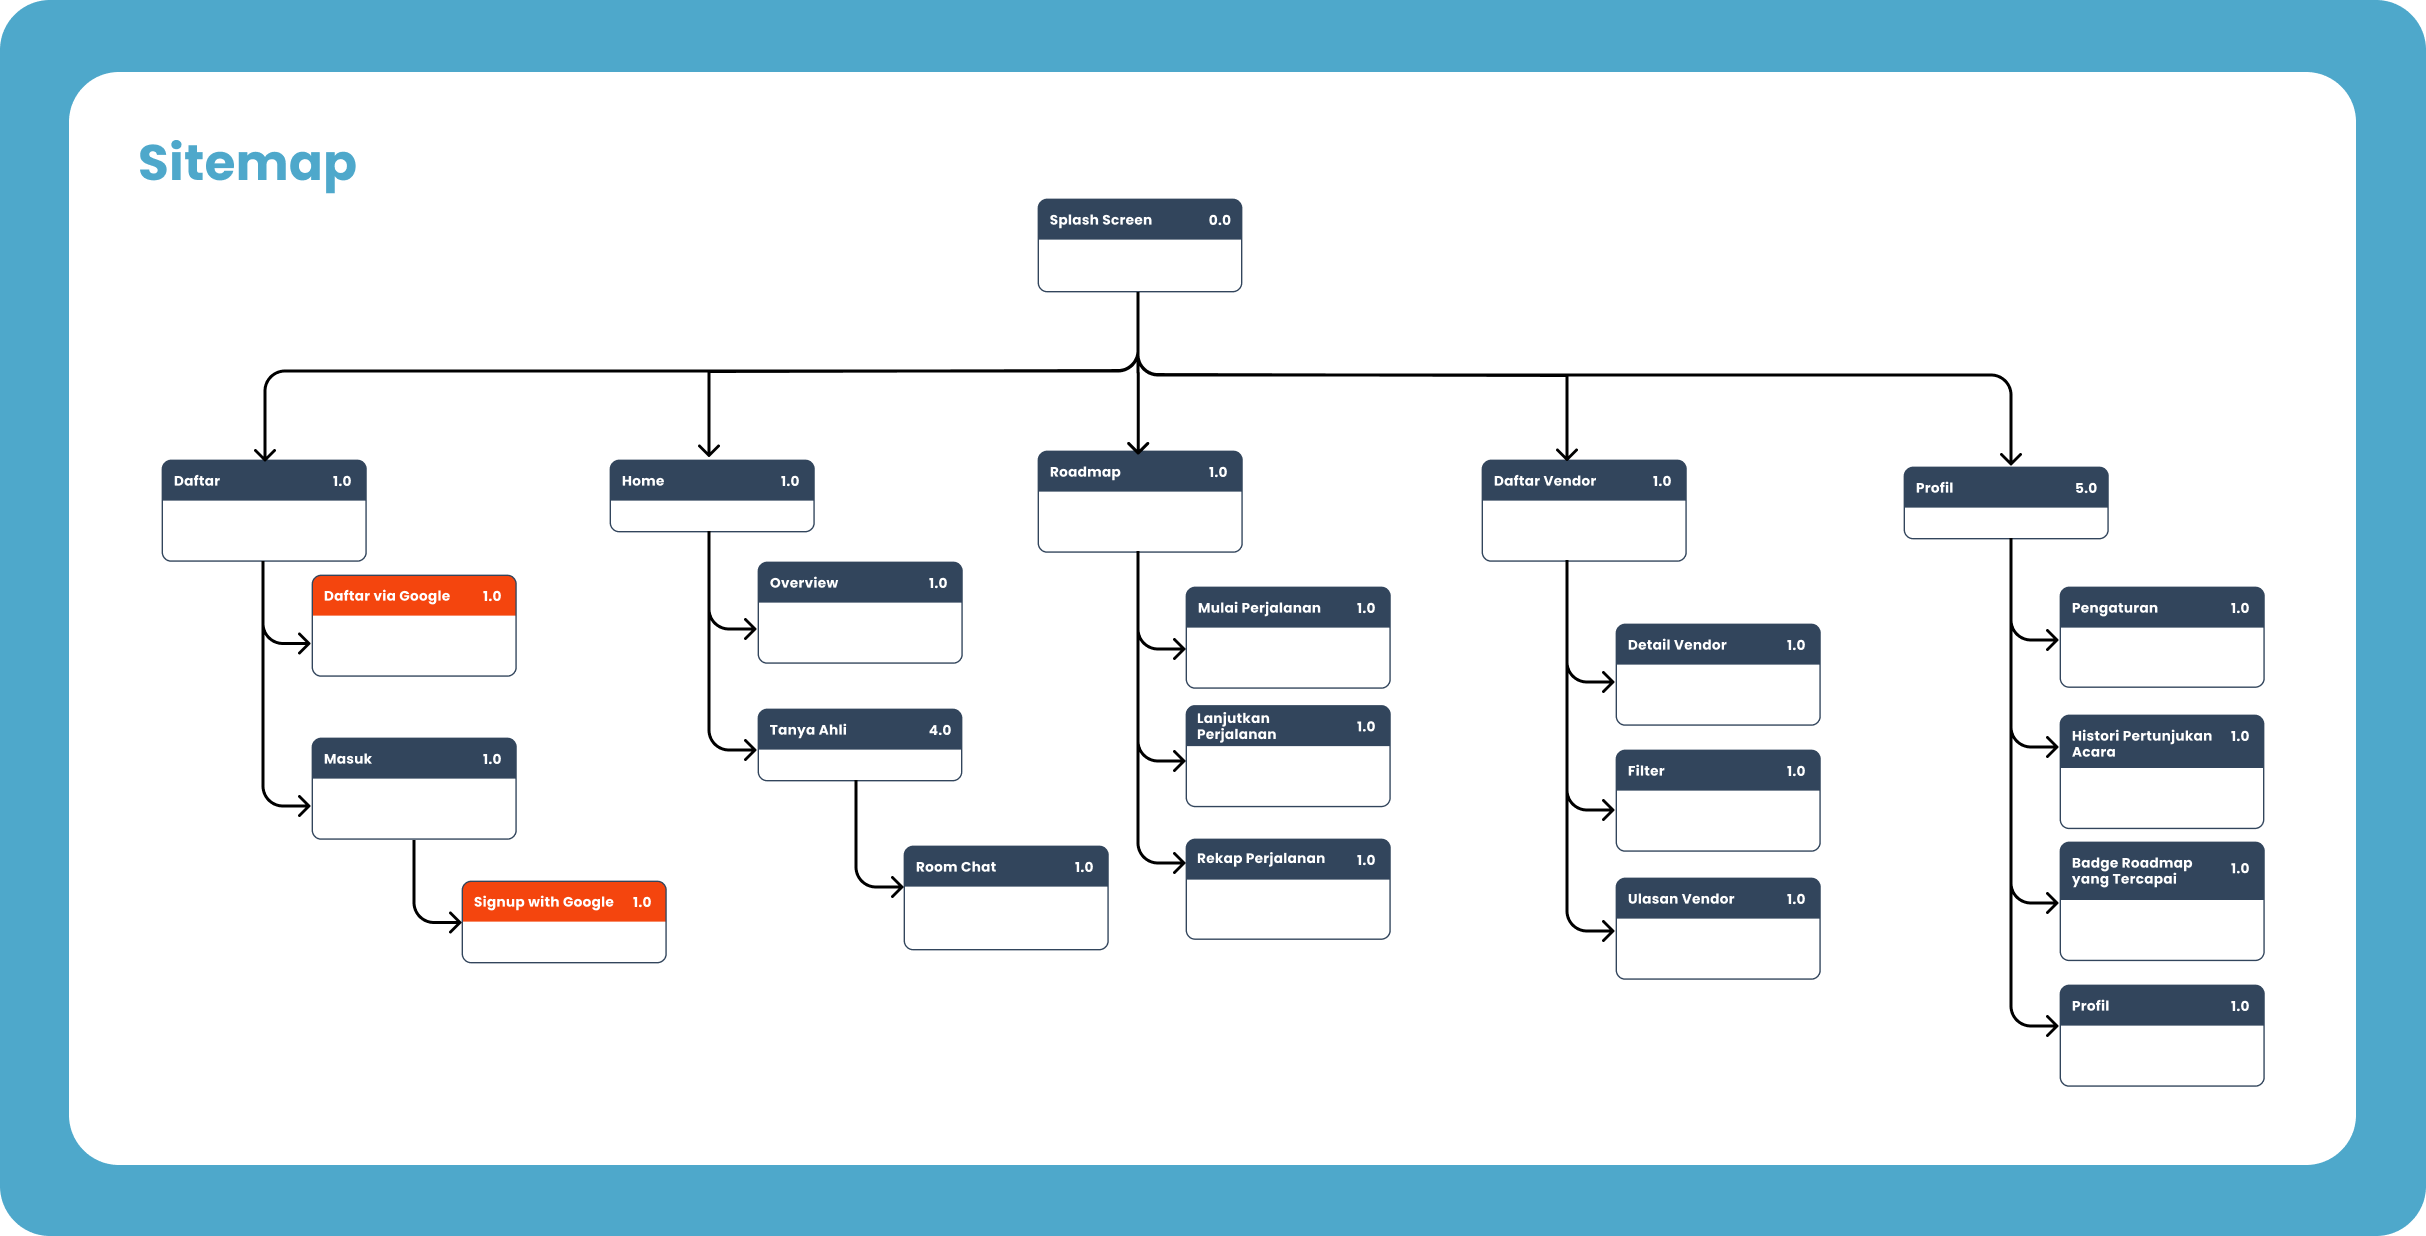 Sitemap
Splash Screen 0.0
Daftar 1.0
Daftar via Google 1.0
Masuk 1.0
Signup with Google 1.0
Home 1.0
Overview 1.0
Tanya Ahli 4.0
Room Chat 1.0
Roadmap 1.0
Mulai Perjalanan 1.0
Lanjutkan
Perjalanan 1.0
Rekap Perjalanan 1.0
Daftar Vendor 1.0
Detail Vendor 1.0
Filter 1.0
Ulasan Vendor 1.0
Profil 5.0
Pengaturan 1.0
Histori Pertunjukan 1.0
Acara
Badge Roadmap 1.0
yang Tercapai
Profil 1.0